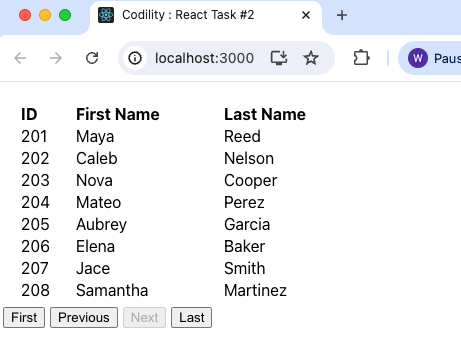 Codility : React Task #2
localhost:3000
W Paus
ID First Name Last Name
201 Maya Reed
202 Caleb Nelson
203 Nova Cooper
204 Mateo Perez
205 Aubrey Garcia
206 Elena Baker
207 Jace Smith
208 Samantha Martinez
First Previous Next Last